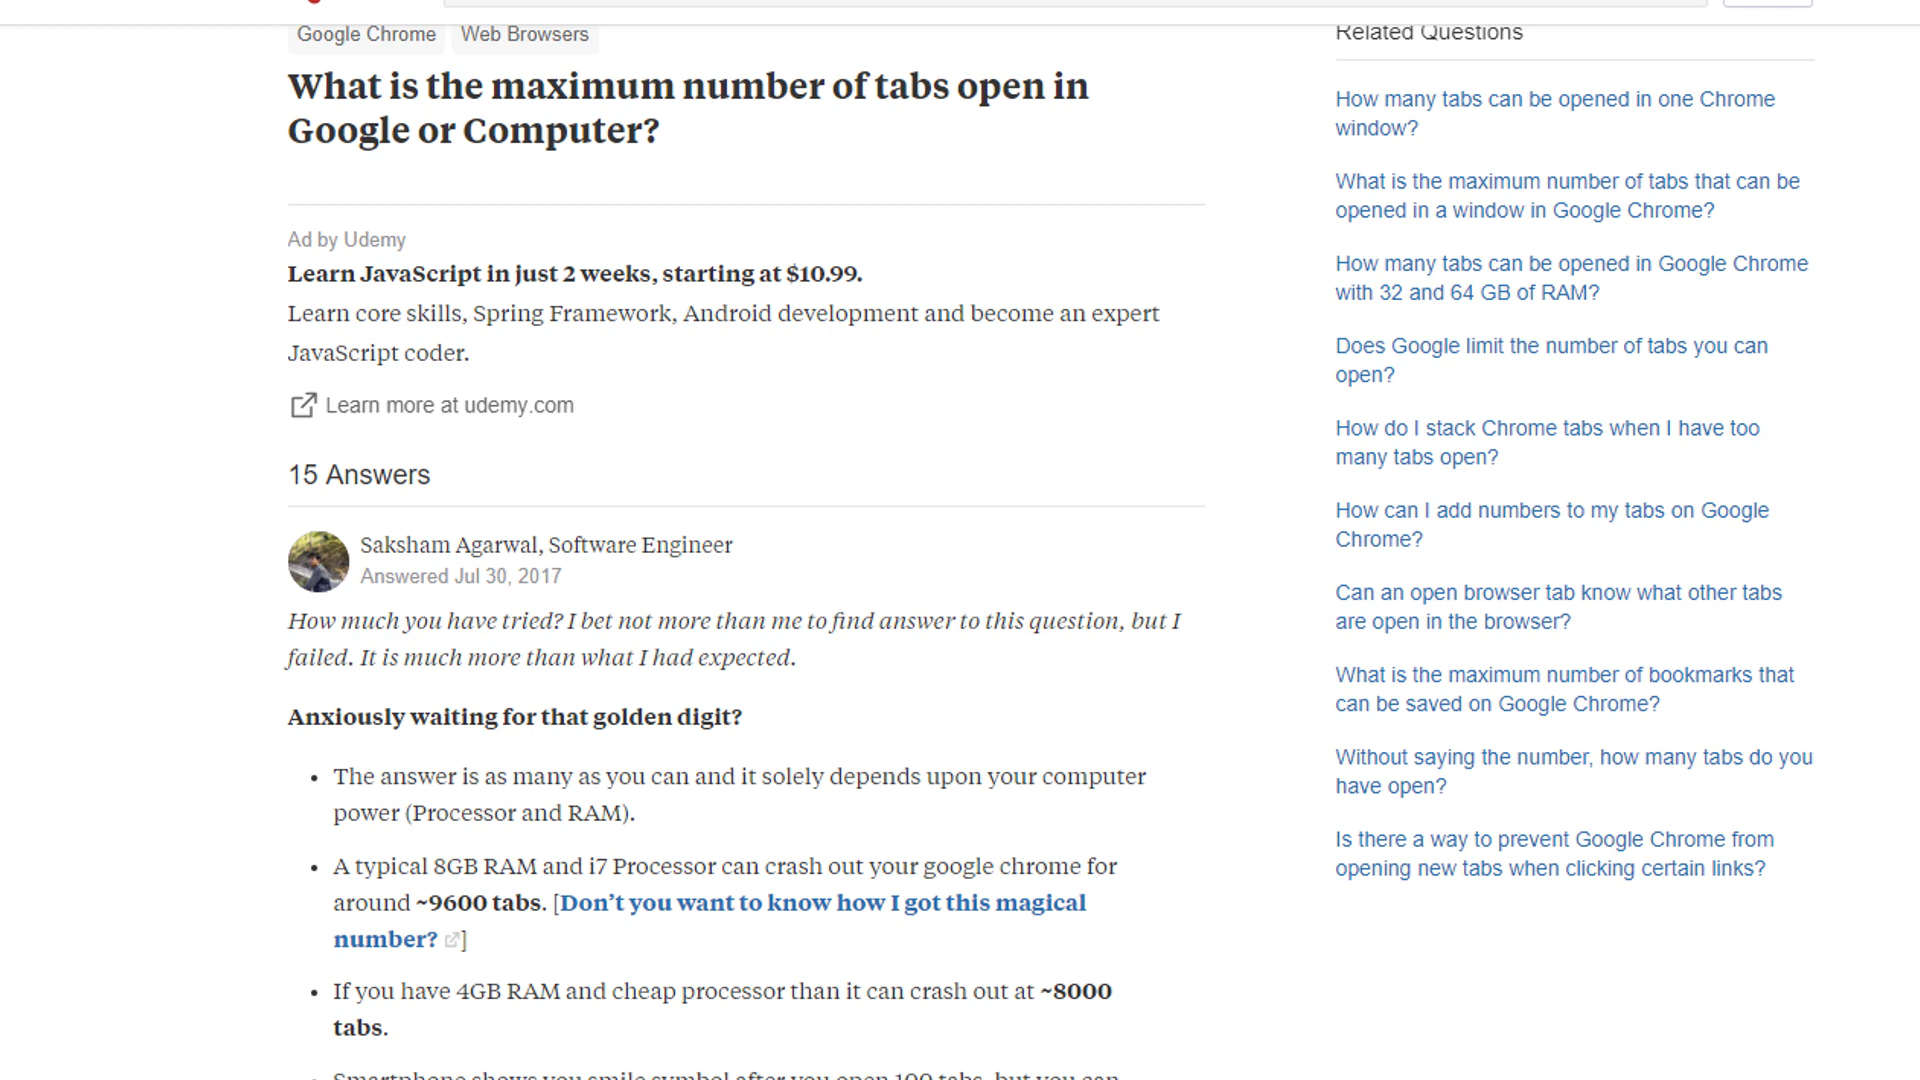 Google Chrome Web Browsers
What is the maximum number of tabs open in
Google or Computer?
Ad by Udemy
Learn JavaScript in just 2 weeks, starting at $10.99.
Learn core skills, Spring Framework, Android development and become an expert
JavaScript coder.
Learn more at udemy.com
15 Answers
Saksham Agarwal, Software Engineer
Answered Jul 30, 2017
How much you have tried? I bet not more than me to find answer to this question, but I
failed. It is much more than what I had expected.
Anxiously waiting for that golden digit?
• The answer is as many as you can and it solely depends upon your computer
power (Processor and RAM).
• A typical 8GB RAM and i7 Processor can crash out your google chrome for
around ~9600 tabs. [Don’t you want to know how I got this magical
number? ]
• If you have 4GB RAM and cheap processor than it can crash out at ~8000
tabs.
Smartphone shows you smile symbol after you open 100 tabs, but you can
Related Questions
How many tabs can be opened in one Chrome
window?
What is the maximum number of tabs that can be
opened in a window in Google Chrome?
How many tabs can be opened in Google Chrome
with 32 and 64 GB of RAM?
Does Google limit the number of tabs you can
open?
How do I stack Chrome tabs when I have too
many tabs open?
How can I add numbers to my tabs on Google
Chrome?
Can an open browser tab know what other tabs
are open in the browser?
What is the maximum number of bookmarks that
can be saved on Google Chrome?
Without saying the number, how many tabs do you
have open?
Is there a way to prevent Google Chrome from
opening new tabs when clicking certain links?